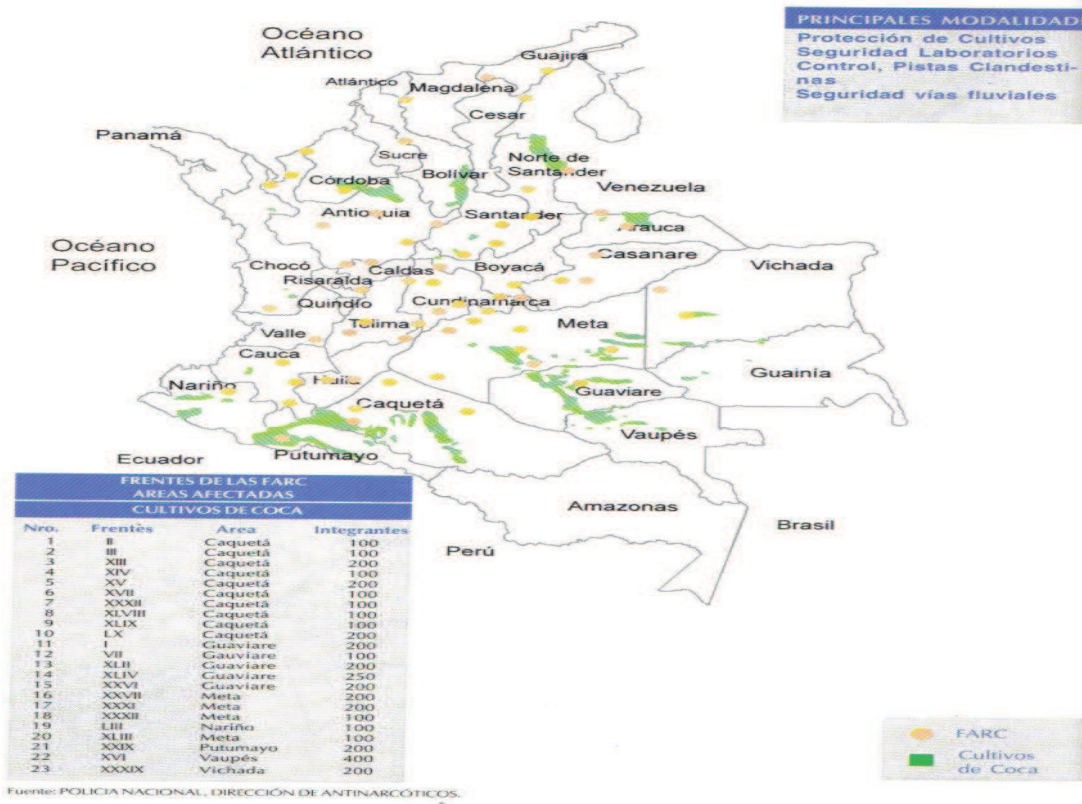 PRINCIPALES MODALIDAD
Protección de Cultivos
Seguridad Laboratorios
Control, Pistas Clandesti-
nas
Seguridad vías fluviales
Océano
Atlántico
Guajira
Atlántico
Magdalena
Cesar
Panamá
Sucre
Norte de
Santander
Córdoba
Bolívar
Venezuela
Antioquia
Santander
Arauca
Océano
Pacífico
Casanare
Vichada
Chocó
Caldas
Boyacá
Risaralda
Quindío
Cundinamarca
Tolima
Meta
Valle
Cauca
Guainía
Nariño
Huila
Guaviare
Caquetá
Vaupés
Ecuador
Putumayo
Amazonas
Brasil
Perú
FRENTES DE LAS FARC
AREAS AFECTADAS
CULTIVOS DE COCA
Nro. Frentes Area Integrantes
1 II Caquetá 100
2 III Caquetá 100
3 XIII Caquetá 200
4 XIV Caquetá 100
5 XV Caquetá 200
6 XVII Caquetá 100
7 XXXII Caquetá 100
8 XLVIII Caquetá 100
9 XLIX Caquetá 100
10 LX Caquetá 200
11 I Guaviare 200
12 VII Gauviare 100
13 XLII Guaviare 200
14 XLIV Guaviare 250
15 XXVI Guaviare 200
16 XXVII Meta 200
17 XXXI Meta 200
18 XXXII Meta 100
19 LIII Nariño 100
20 XLIII Meta 100
21 XXIX Putumayo 200
22 XVI Vaupés 400
23 XXXIX Vichada 200
FARC
Cultivos
de Coca
Fuente: POLICIA NACIONAL, DIRECCIÓN DE ANTINARCÓTICOS.